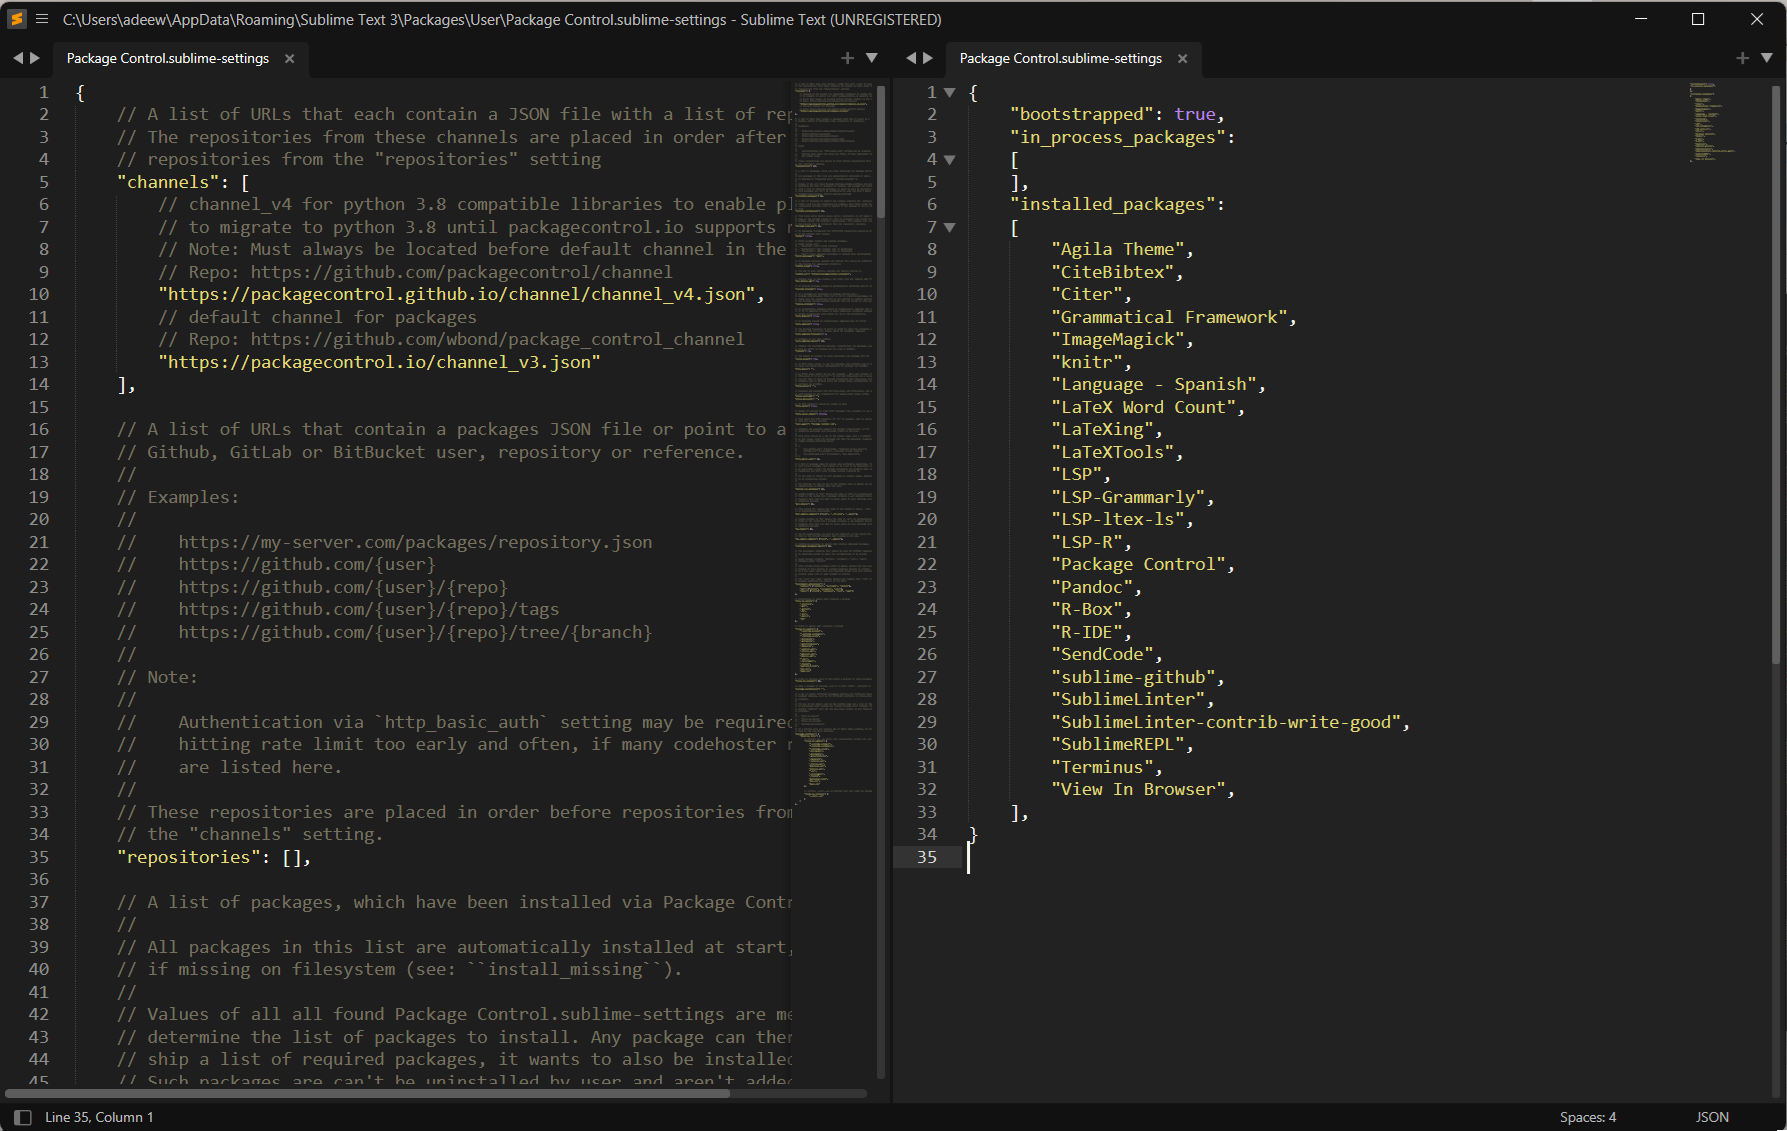 C:\Users\adeew\AppData\Roaming\Sublime Text 3\Packages\User\Package Control.sublime-settings - Sublime Text (UNREGISTERED)
Package Control.sublime-settings
1 {
2 // A list of URLs that each contain a JSON file with a list of rep
3 // The repositories from these channels are placed in order after
4 // repositories from the "repositories" setting
5 "channels": [
6 // channel_v4 for python 3.8 compatible libraries to enable pl
7 // to migrate to python 3.8 until packagecontrol.io supports
8 // Note: Must always be located before default channel in the
9 // Repo: https://github.com/packagecontrol/channel
10 "https://packagecontrol.github.io/channel/channel_v4.json",
11 // default channel for packages
12 // Repo: https://github.com/wbond/package_control_channel
13 "https://packagecontrol.io/channel_v3.json"
14 ],
15
16 // A list of URLs that contain a packages JSON file or point to a
17 // Github, GitLab or BitBucket user, repository or reference.
18 //
19 // Examples:
20 //
21 // https://my-server.com/packages/repository.json
22 // https://github.com/{user}
23 // https://github.com/{user}/{repo}
24 // https://github.com/{user}/{repo}/tags
25 // https://github.com/{user}/{repo}/tree/{branch}
26 //
27 // Note:
28 //
29 // Authentication via `http_basic_auth` setting may be required
30 // hitting rate limit too early and often, if many codehoster
31 // are listed here.
32 //
33 // These repositories are placed in order before repositories from
34 // the "channels" setting.
35 "repositories": [],
36
37 // A list of packages, which have been installed via Package Contr
38 //
39 // All packages in this list are automatically installed at start,
40 // if missing on filesystem (see: ``install_missing``).
41 //
42 // Values of all all found Package Control.sublime-settings are me
43 // determine the list of packages to install. Any package can ther
44 // ship a list of required packages, it wants to also be installed
45 // Such packages are can't be uninstalled by user and aren't added
Package Control.sublime-settings
1 {
2 "bootstrapped": true,
3 "in_process_packages":
4 [
5 ],
6 "installed_packages":
7 [
8 "Agila Theme",
9 "CiteBibtex",
10 "Citer",
11 "Grammatical Framework",
12 "ImageMagick",
13 "knitr",
14 "Language - Spanish",
15 "LaTeX Word Count",
16 "LaTeXing",
17 "LaTeXTools",
18 "LSP",
19 "LSP-Grammarly",
20 "LSP-ltex-ls",
21 "LSP-R",
22 "Package Control",
23 "Pandoc",
24 "R-Box",
25 "R-IDE",
26 "SendCode",
27 "sublime-github",
28 "SublimeLinter",
29 "SublimeLinter-contrib-write-good",
30 "SublimeREPL",
31 "Terminus",
32 "View In Browser",
33 ],
34 }
35
Line 35, Column 1
Spaces: 4
JSON